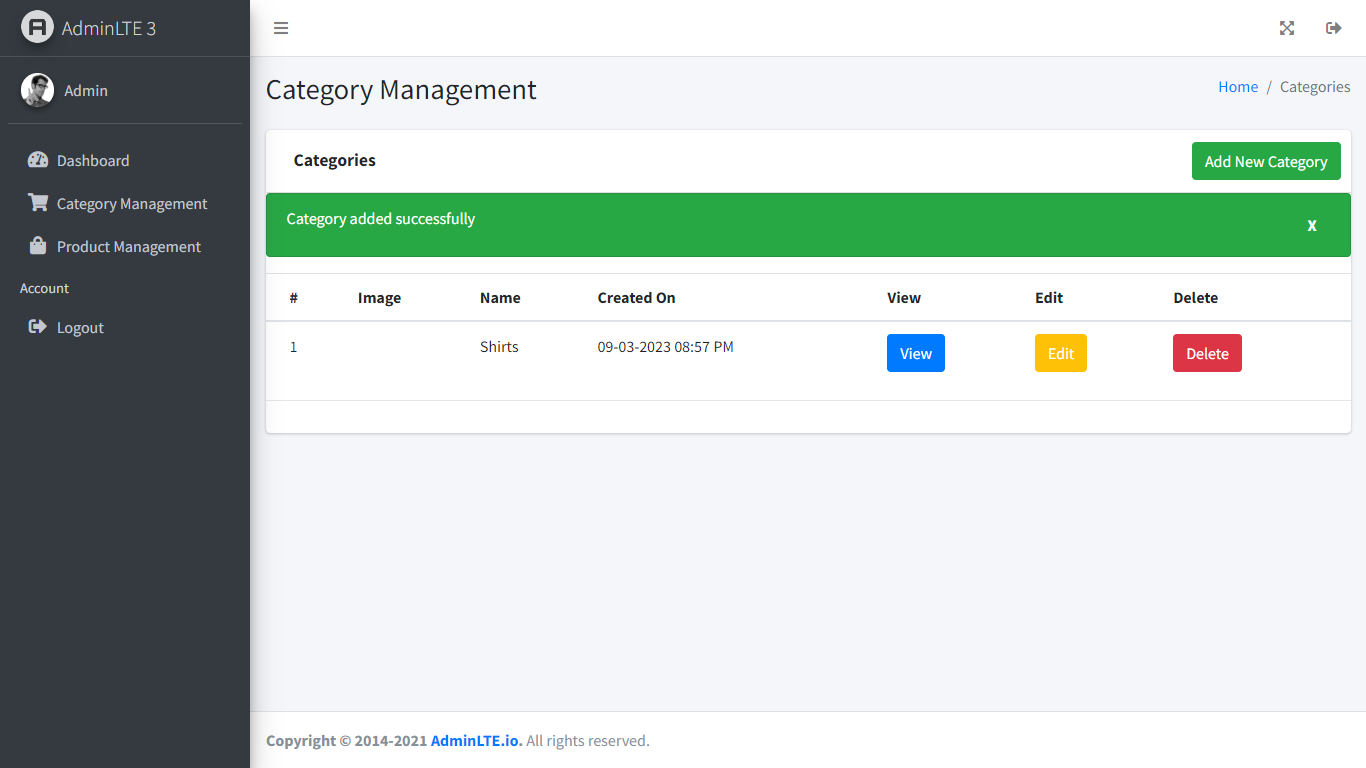 AdminLTE 3
Admin
Dashboard
Category Management
Product Management
Account
Logout
Category Management
Home / Categories
Categories
Add New Category
Category added successfully
x
# Image Name Created On View Edit Delete
1 Shirts 09-03-2023 08:57 PM View Edit Delete
Copyright © 2014-2021 AdminLTE.io. All rights reserved.